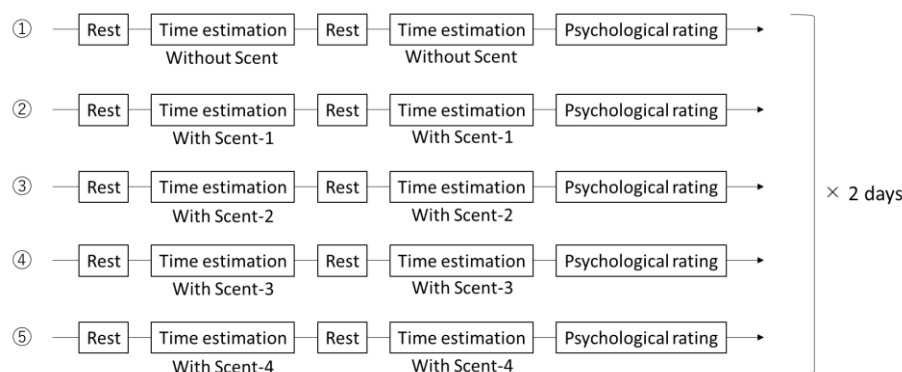 ① Rest Time estimation Rest Time estimation Psychological rating
Without Scent Without Scent
② Rest Time estimation Rest Time estimation Psychological rating
With Scent-1 With Scent-1
③ Rest Time estimation Rest Time estimation Psychological rating
With Scent-2 With Scent-2
④ Rest Time estimation Rest Time estimation Psychological rating
With Scent-3 With Scent-3
⑤ Rest Time estimation Rest Time estimation Psychological rating
With Scent-4 With Scent-4
× 2 days